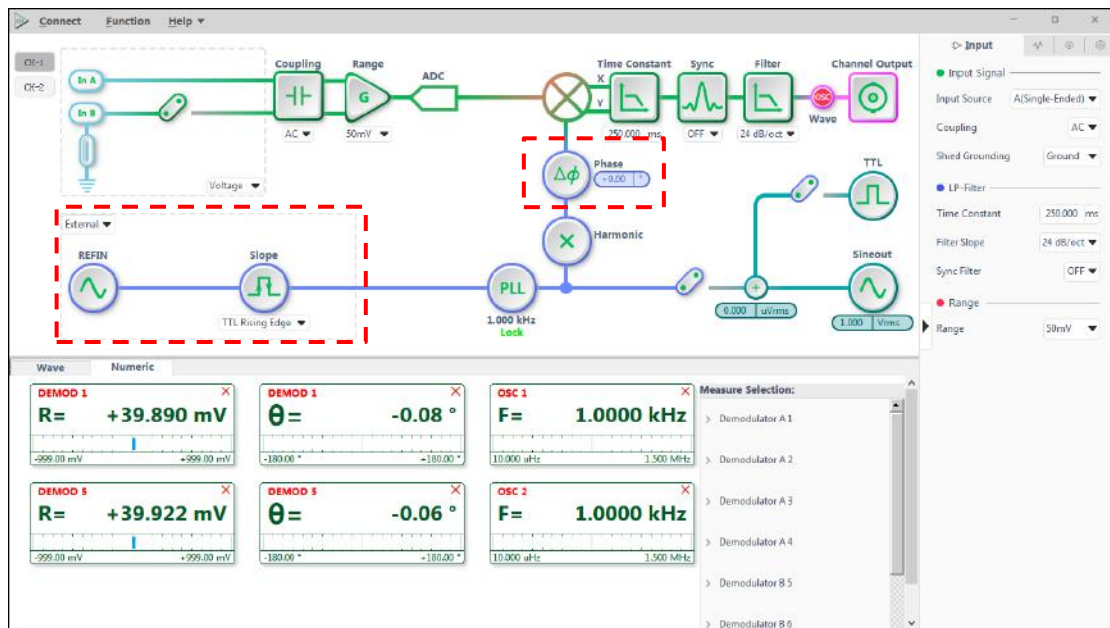 Connect Function Help
Input
CH-1
CH-2
In A
In B
Voltage
Coupling
AC
Range
G
50mV
ADC
X
Y
Time Constant
250.000 ms
Sync
OFF
Filter
24 dB/oct
OSC
Wave
Channel Output
Δϕ
Phase
+0.00 °
Harmonic
×
TTL
External
REFIN
Slope
TTL Rising Edge
PLL
1.000 kHz
Lock
+
0.000 uVrms
Sineout
1.000 Vrms
Input Signal
Input Source A(Single-Ended)
Coupling AC
Shied Grounding Ground
LP-Filter
Time Constant 250.000 ms
Filter Slope 24 dB/oct
Sync Filter OFF
Range
Range 50mV
Wave Numeric
DEMOD 1
R= +39.890 mV
-999.00 mV +999.00 mV
DEMOD 1
θ= -0.08 °
-180.00 ° +180.00 °
OSC 1
F= 1.0000 kHz
10.000 uHz 1.500 MHz
DEMOD 5
R= +39.922 mV
-999.00 mV +999.00 mV
DEMOD 5
θ= -0.06 °
-180.00 ° +180.00 °
OSC 2
F= 1.0000 kHz
10.000 uHz 1.500 MHz
Measure Selection:
Demodulator A 1
Demodulator A 2
Demodulator A 3
Demodulator A 4
Demodulator B 5
Demodulator B 6